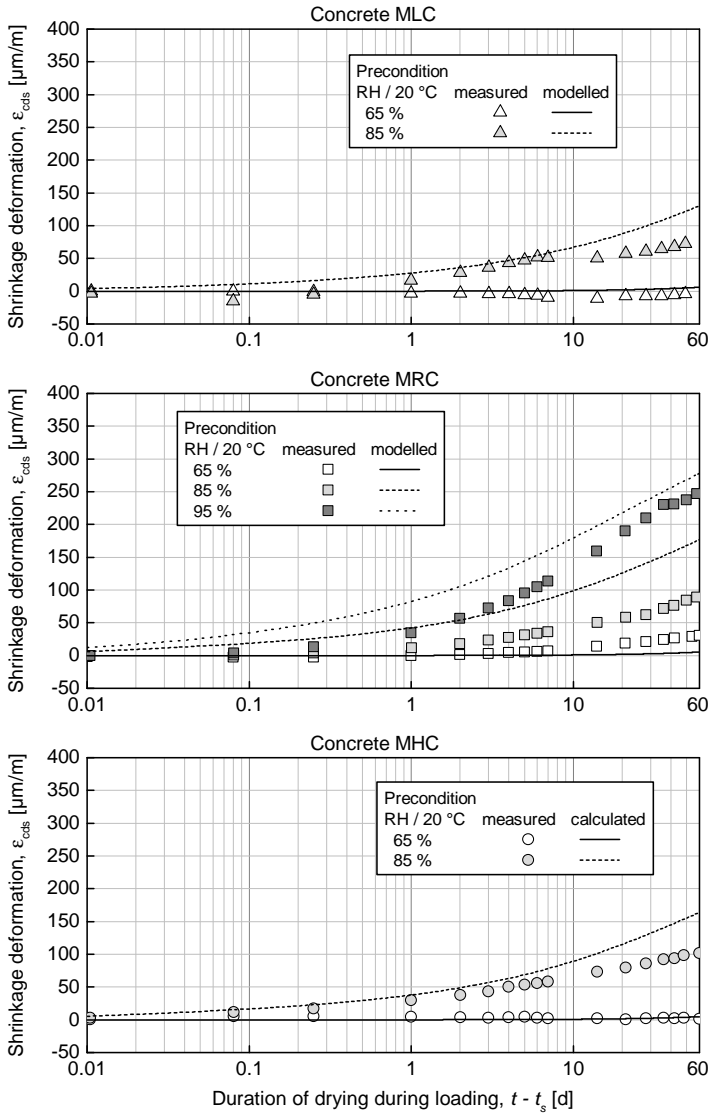 Concrete MLC
Shrinkage deformation, ε_cds [µm/m]
400
350
300
250
200
150
100
50
0
-50
Precondition
RH / 20 °C measured modelled
65 %
85 %
0.01 0.1 1 10 60
Concrete MRC
Shrinkage deformation, ε_cds [µm/m]
400
350
300
250
200
150
100
50
0
-50
Precondition
RH / 20 °C measured modelled
65 %
85 %
95 %
0.01 0.1 1 10 60
Concrete MHC
Shrinkage deformation, ε_cds [µm/m]
400
350
300
250
200
150
100
50
0
-50
Precondition
RH / 20 °C measured calculated
65 %
85 %
0.01 0.1 1 10 60
Duration of drying during loading, t - t_s [d]